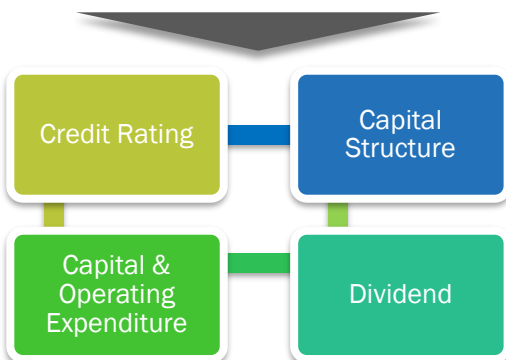 Credit Rating
Capital
Structure
Capital &
Operating
Expenditure
Dividend